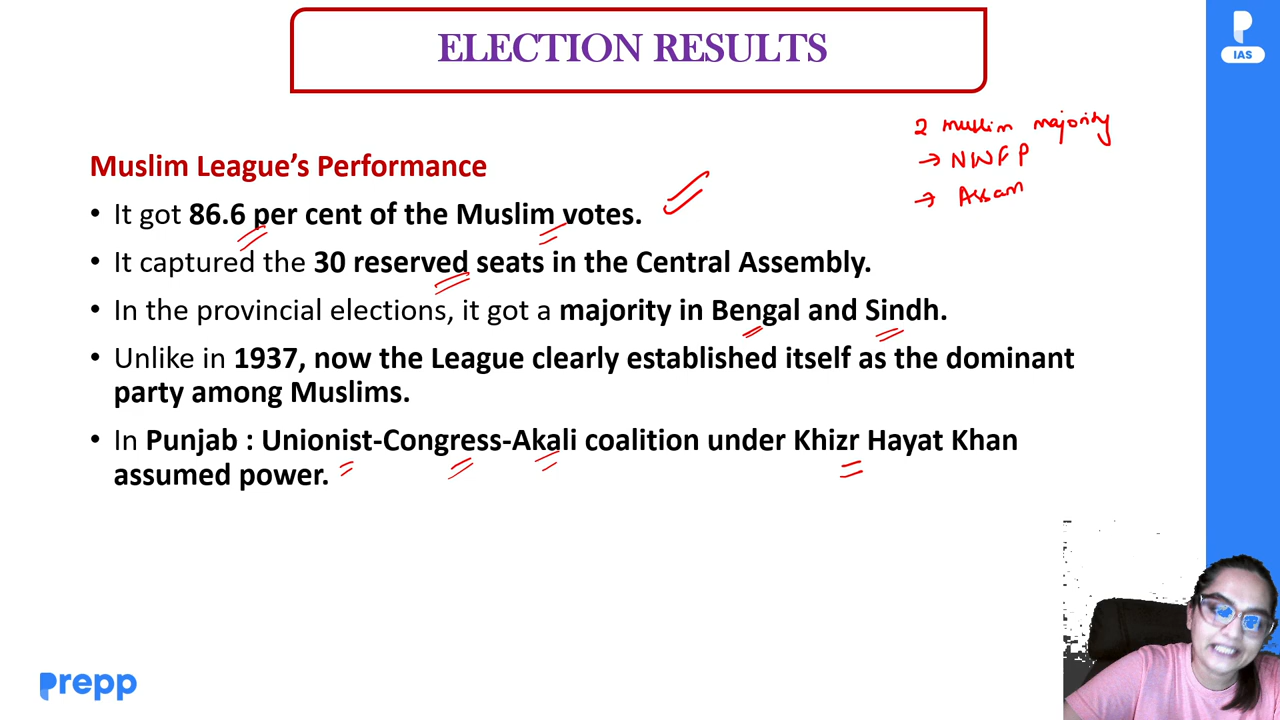 ELECTION RESULTS
IAS
2 muslim majority
→ NWFP
→ Assam
Muslim League's Performance
• It got 86.6 per cent of the Muslim votes.
• It captured the 30 reserved seats in the Central Assembly.
• In the provincial elections, it got a majority in Bengal and Sindh.
• Unlike in 1937, now the League clearly established itself as the dominant
party among Muslims.
• In Punjab : Unionist-Congress-Akali coalition under Khizr Hayat Khan
assumed power.
prepp